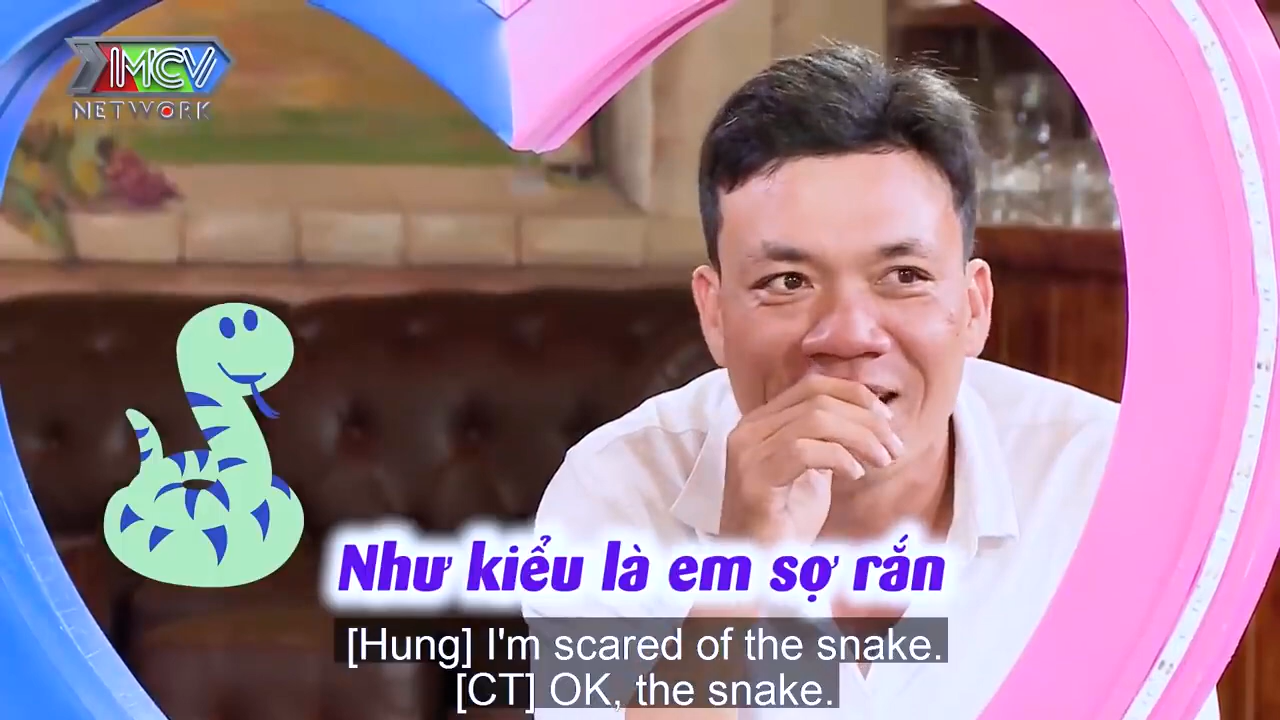 MCV
NETWORK
Như kiểu là em sợ rắn
[Hung] I'm scared of the snake.
[CT] OK, the snake.